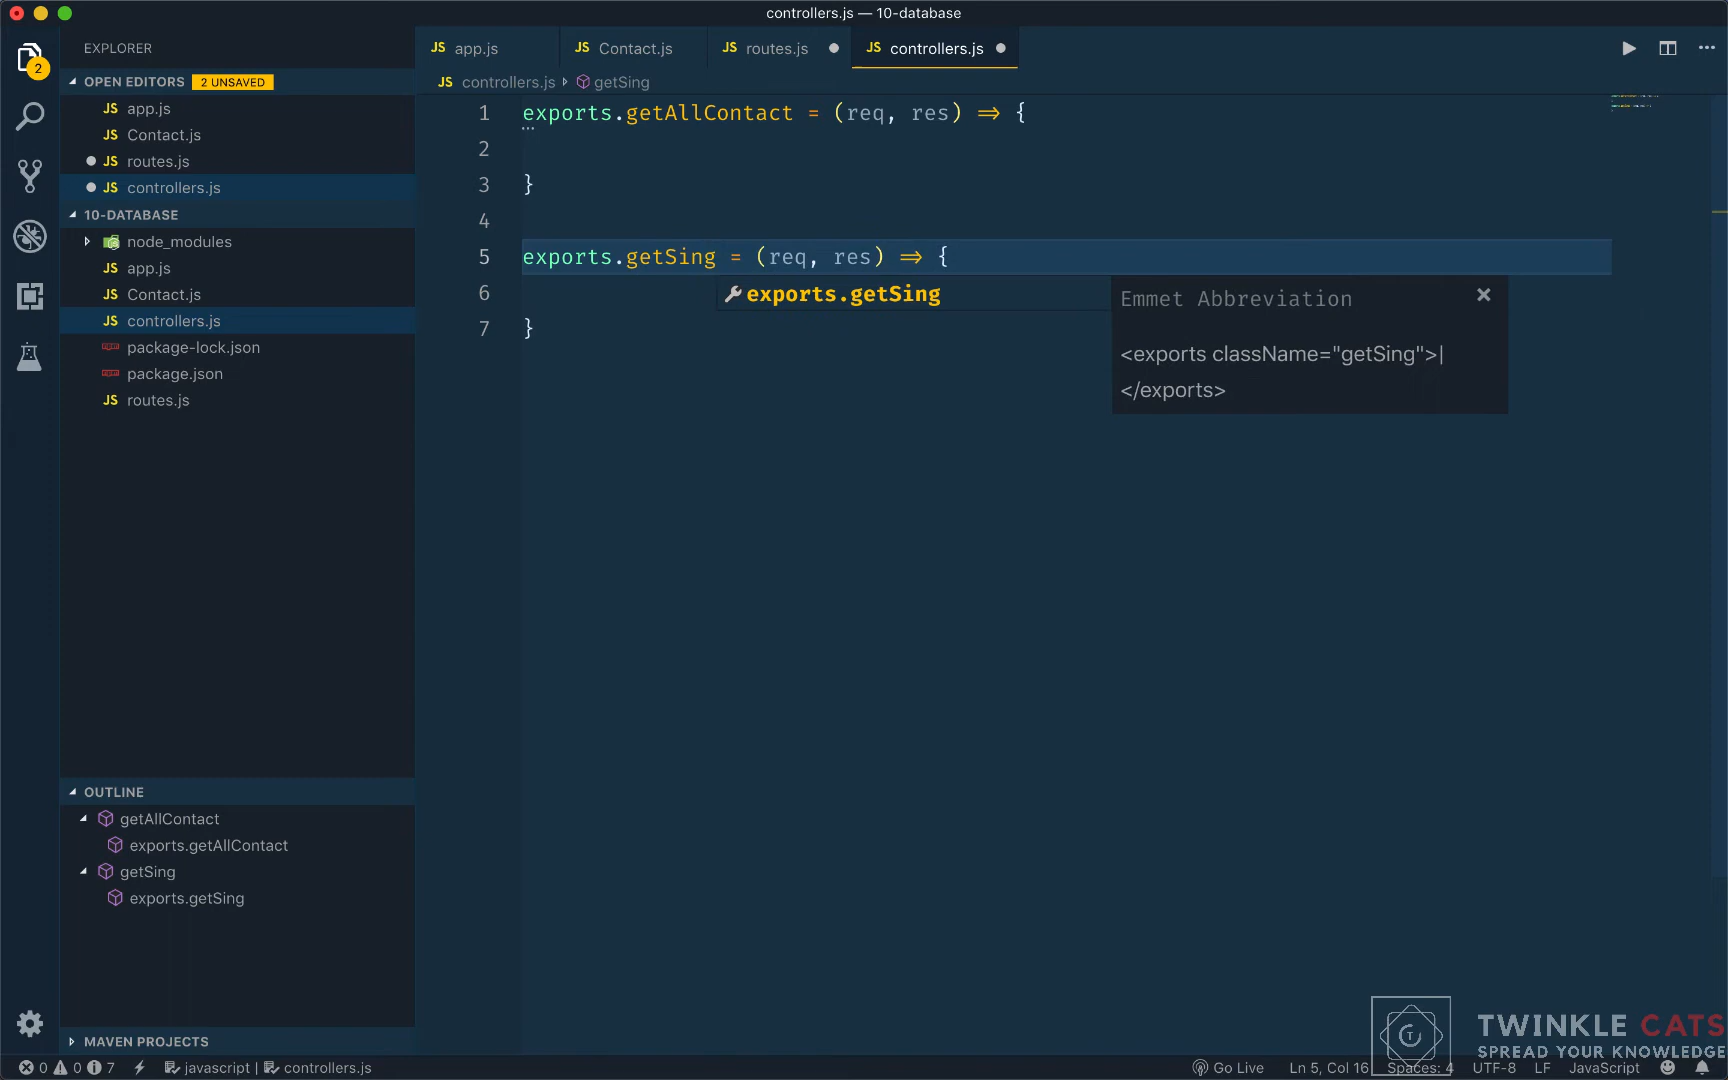 controllers.js — 10-database
2
EXPLORER
OPEN EDITORS 2 UNSAVED
JS app.js
JS Contact.js
JS routes.js
JS controllers.js
10-DATABASE
node_modules
JS app.js
JS Contact.js
JS controllers.js
package-lock.json
package.json
JS routes.js
OUTLINE
getAllContact
exports.getAllContact
getSing
exports.getSing
MAVEN PROJECTS
JS app.js
JS Contact.js
JS routes.js
JS controllers.js
JS controllers.js getSing
1 exports.getAllContact = (req, res) => {
2
3 }
4
5 exports.getSing = (req, res) => {
6
7 }
exports.getSing
Emmet Abbreviation
<exports className="getSing">|
</exports>
TWINKLE CATS
SPREAD YOUR KNOWLEDGE
0 0 7 javascript | controllers.js
Go Live Ln 5, Col 16 Spaces: 4 UTF-8 LF JavaScript